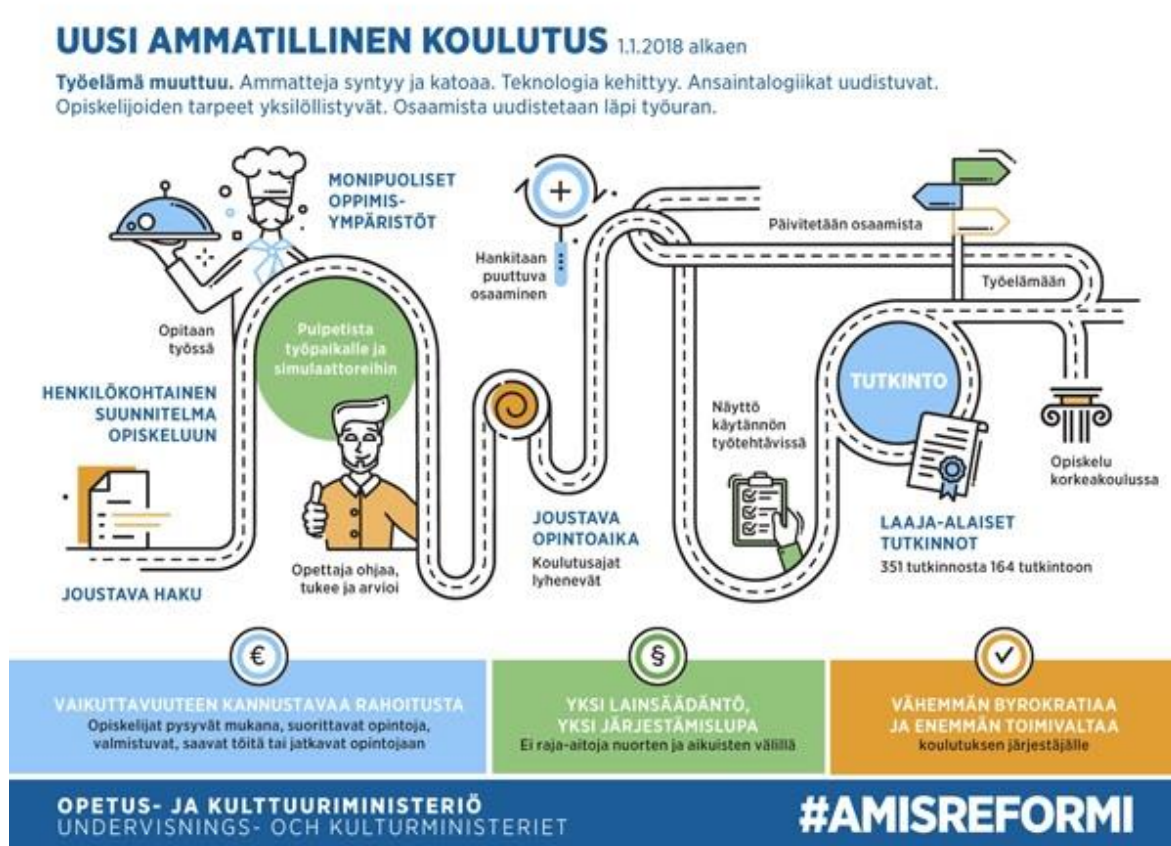 UUSI AMMATILLINEN KOULUTUS 1.1.2018 alkaen
Työelämä muuttuu. Ammatteja syntyy ja katoaa. Teknologia kehittyy. Ansaintalogiikat uudistuvat.
Opiskelijoiden tarpeet yksilöllistyvät. Osaamista uudistetaan läpi työuran.
MONIPUOLISET
OPPIMIS-
YMPÄRISTÖT
Opitaan
työssä
Pulpetista
työpaikalle ja
simulaattoreihin
HENKILÖKOHTAINEN
SUUNNITELMA
OPISKELUUN
JOUSTAVA HAKU
Opettaja ohjaa,
tukee ja arvioi
Hankitaan
puuttuva
osaaminen
JOUSTAVA
OPINTOAIKA
Koulutusajat
lyhenevät
Näyttö
käytännön
työtehtävissä
Päivitetään osaamista
Työelämään
TUTKINTO
Opiskelu
korkeakoulussa
LAAJA-ALAISET
TUTKINNOT
351 tutkinnosta 164 tutkintoon
€
VAIKUTTAVUUTEEN KANNUSTAVAA RAHOITUSTA
Opiskelijat pysyvät mukana, suorittavat opintoja,
valmistuvat, saavat töitä tai jatkavat opintojaan
§
YKSI LAINSÄÄDÄNTÖ,
YKSI JÄRJESTÄMISLUPA
Ei raja-aitoja nuorten ja aikuisten välillä
VÄHEMMÄN BYROKRATIAA
JA ENEMMÄN TOIMIVALTAA
koulutuksen järjestäjälle
OPETUS- JA KULTTUURIMINISTERIÖ
UNDERVISNINGS- OCH KULTURMINISTERIET
#AMISREFORMI